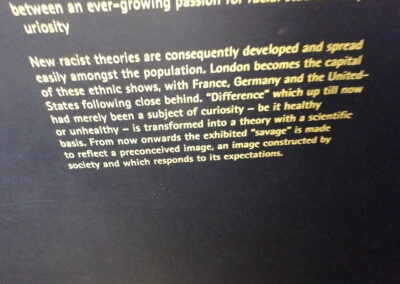 between an ever-growing passion for racial
uriosity
New racist theories are consequently developed and spread
easily amongst the population. London becomes the capital
of these ethnic shows, with France, Germany and the United-
States following close behind. "Difference" which up till now
had merely been a subject of curiosity – be it healthy
or unhealthy – is transformed into a theory with a scientific
basis. From now onwards the exhibited "savage" is made
to reflect a preconceived image, an image constructed by
society and which responds to its expectations.